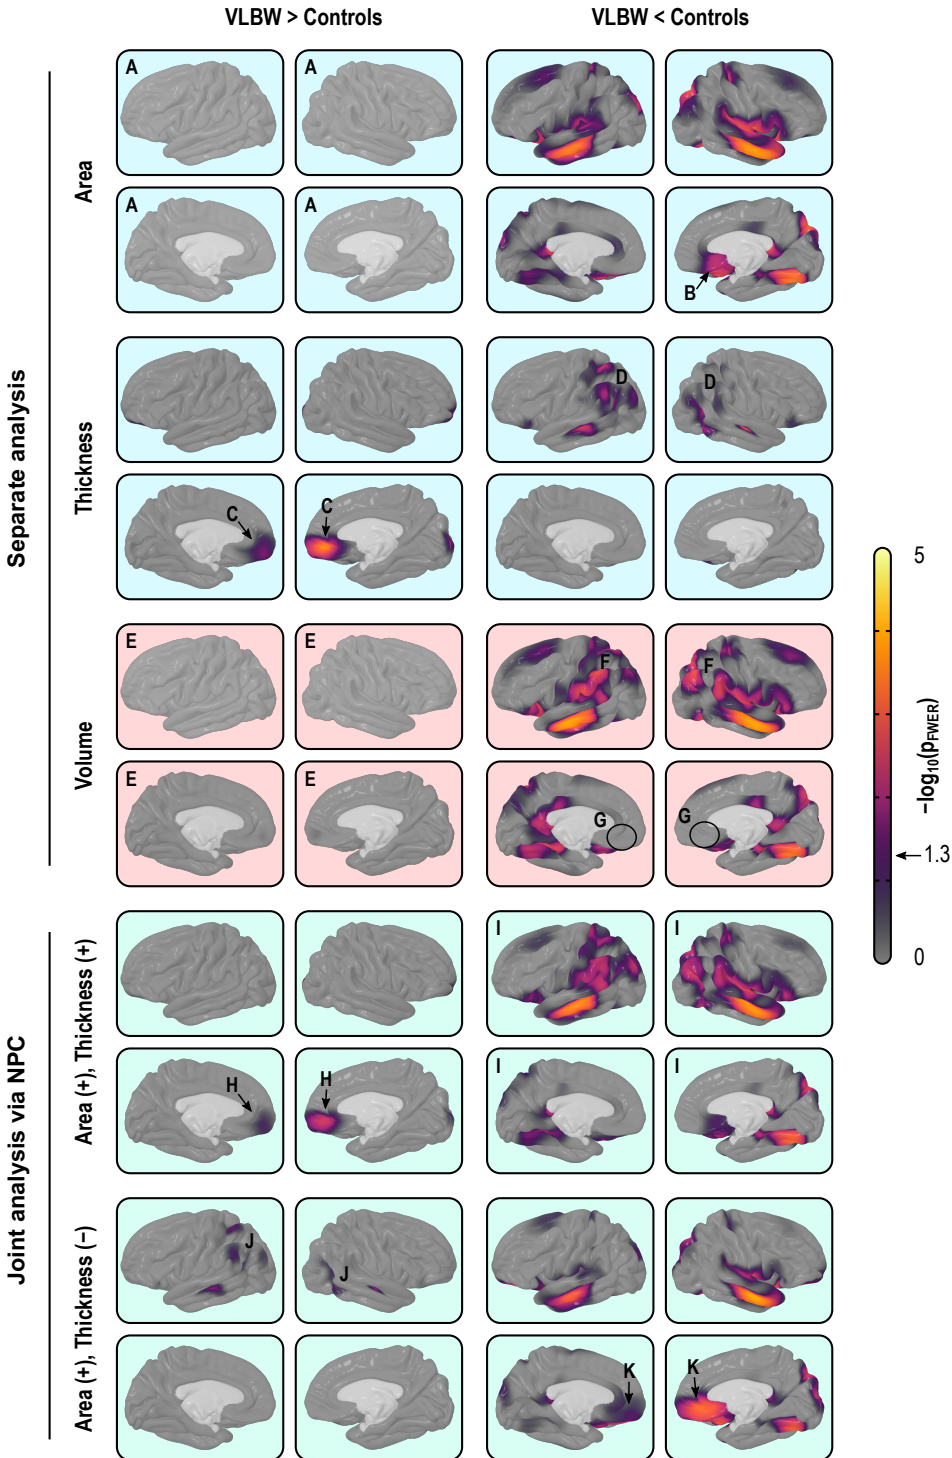 VLBW > Controls
VLBW < Controls
Separate analysis
Area
A
A
A
A
B
Thickness
D
D
C
C
Volume
E
E
F
F
E
E
G
G
5
−log10(pFWER)
1.3
0
Joint analysis via NPC
Area (+), Thickness (+)
I
I
H
H
I
I
Area (+), Thickness (−)
J
J
K
K